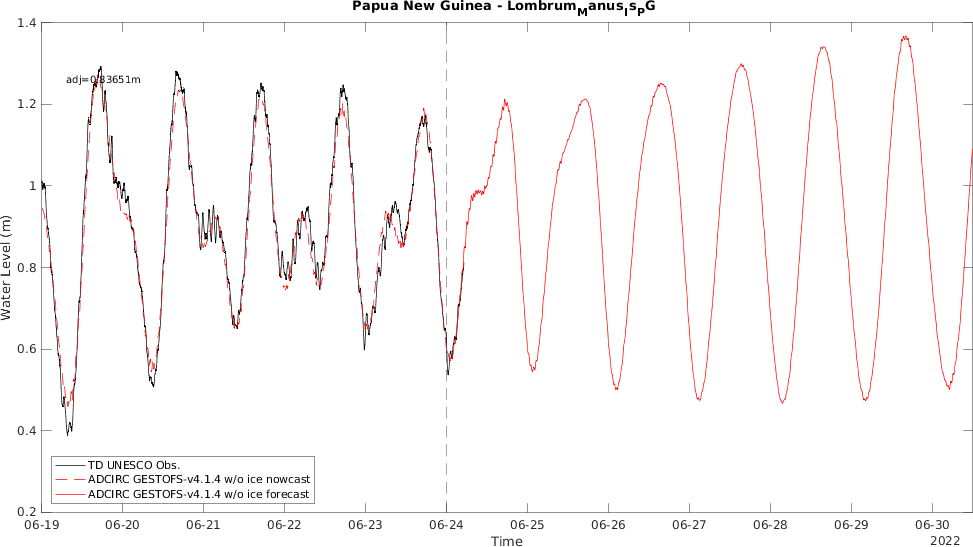 Papua New Guinea - LombrumManusIsPG
adj=0.83651m
1.4
1.2
1
0.8
0.6
0.4
0.2
Water Level (m)
TD UNESCO Obs.
ADCIRC GESTOFS-v4.1.4 w/o ice nowcast
ADCIRC GESTOFS-v4.1.4 w/o ice forecast
06-19 06-20 06-21 06-22 06-23 06-24 06-25 06-26 06-27 06-28 06-29 06-30
Time
2022